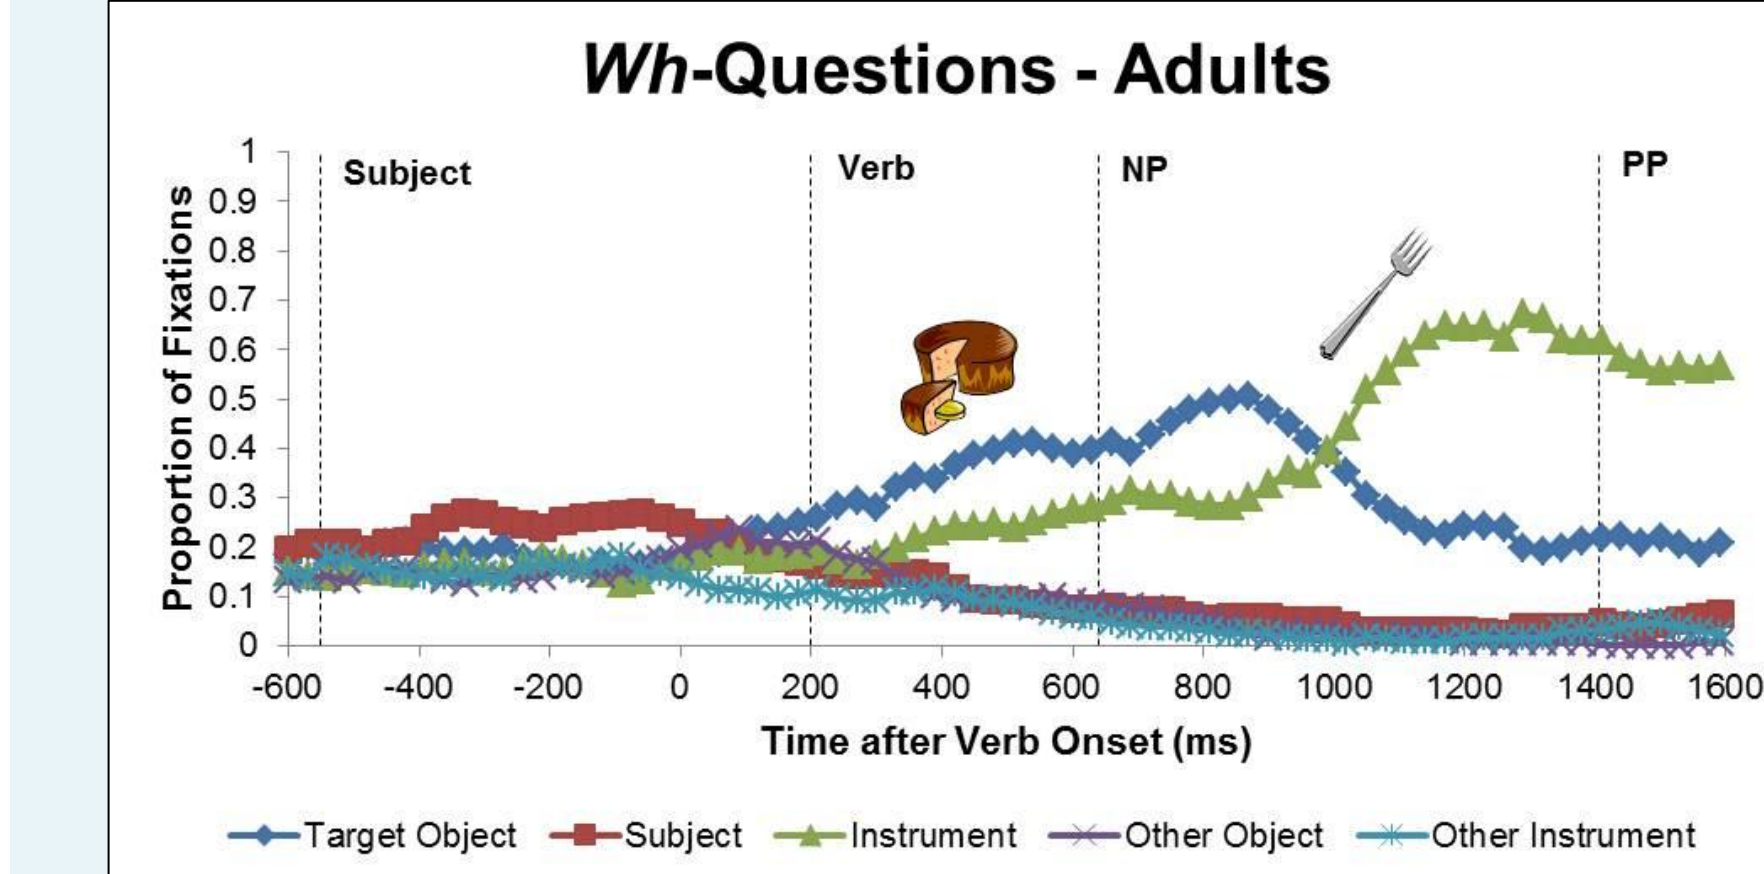 Wh-Questions - Adults
Subject
Verb
NP
PP
Proportion of Fixations
1
0.9
0.8
0.7
0.6
0.5
0.4
0.3
0.2
0.1
0
-600 -400 -200 0 200 400 600 800 1000 1200 1400 1600
Time after Verb Onset (ms)
Target Object Subject Instrument Other Object Other Instrument